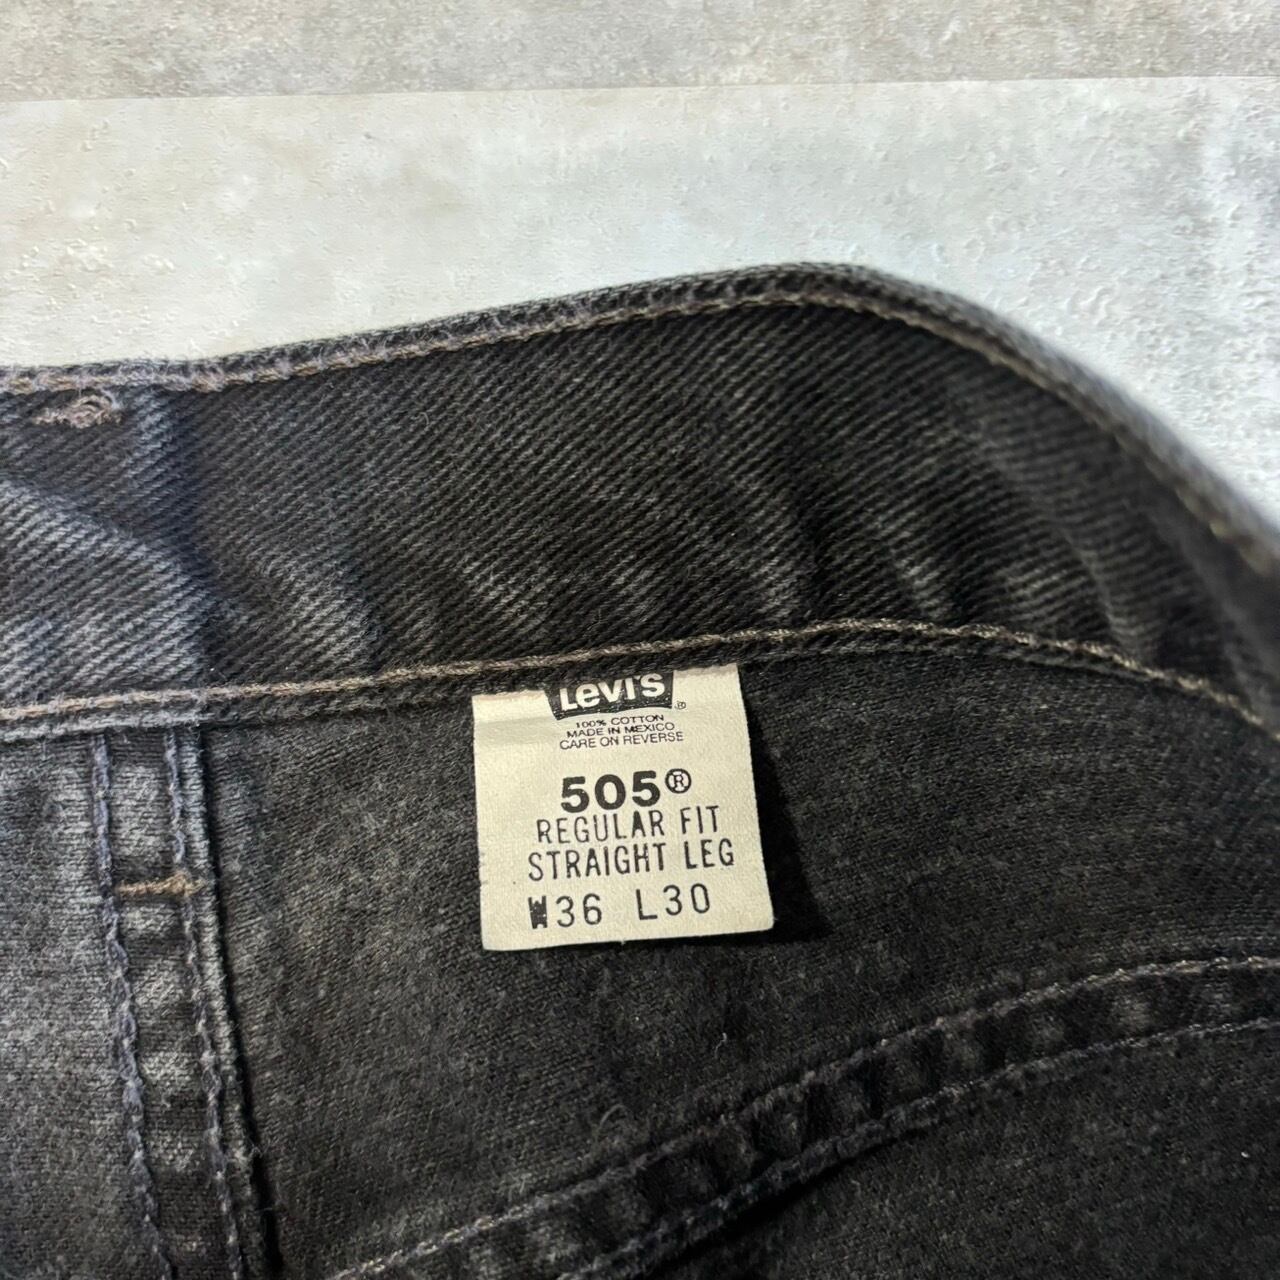 Levi's®
100% COTTON
MADE IN MEXICO
CARE ON REVERSE
505®
REGULAR FIT
STRAIGHT LEG
W36 L30